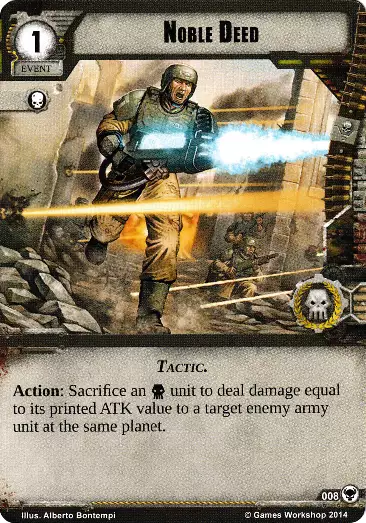 1
Noble Deed
EVENT
Tactic.
Action: Sacrifice an unit to deal damage equal
to its printed ATK value to a target enemy army
unit at the same planet.
008
Illus. Alberto Bontempi
© Games Workshop 2014